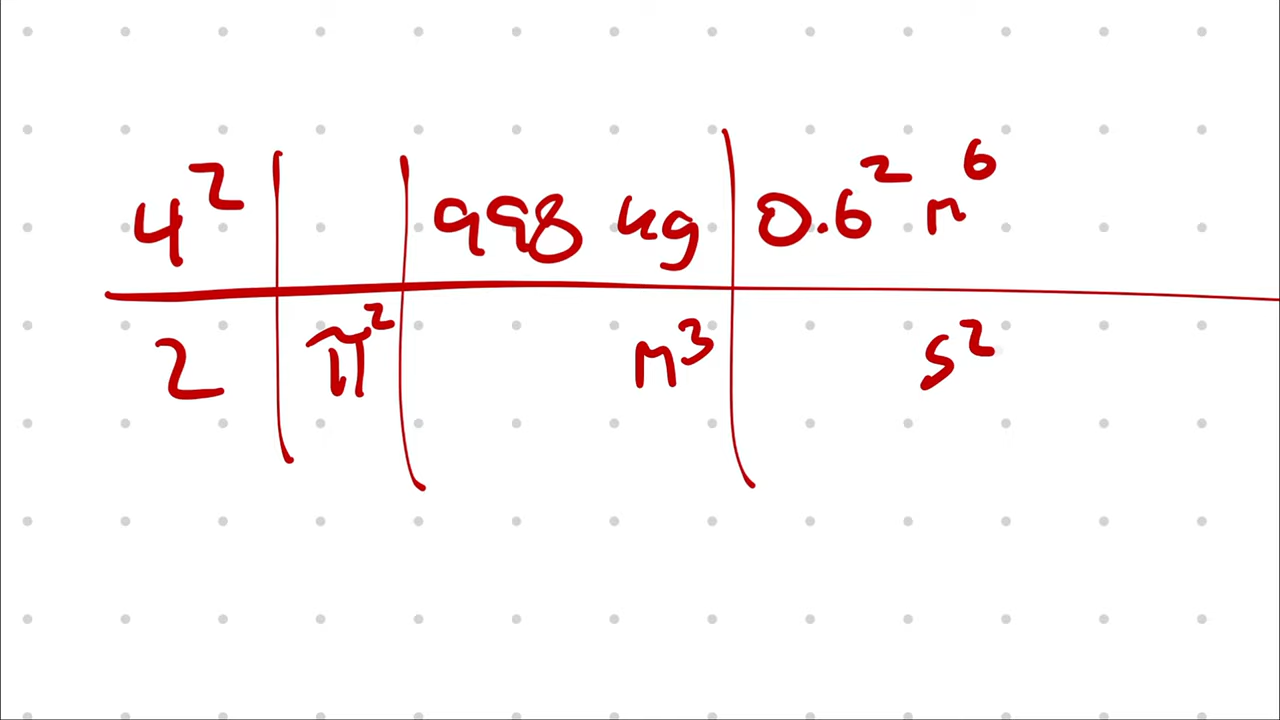 4² 998 kg 0.6² m⁶
2 π² m³ s²